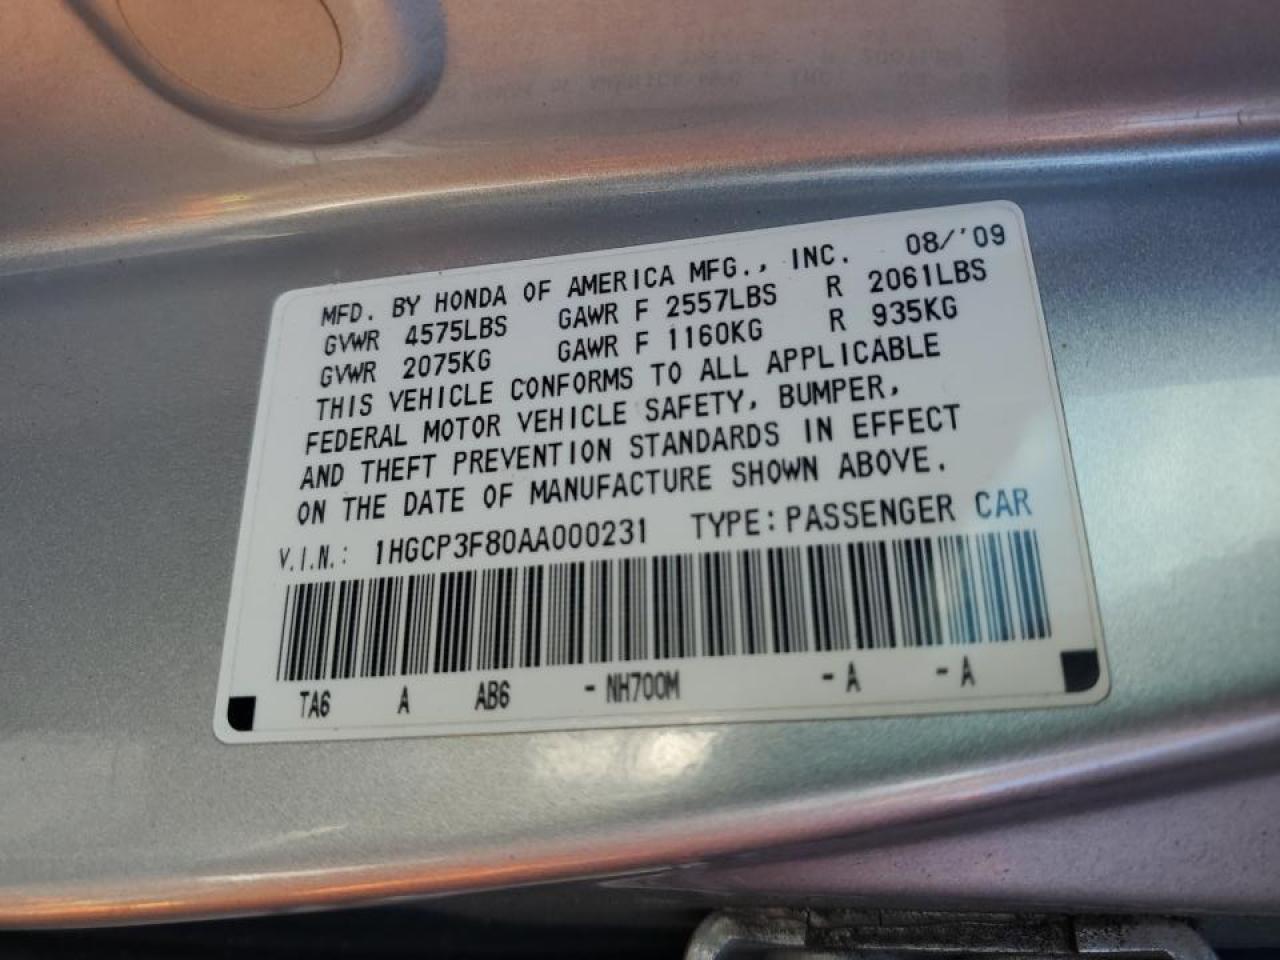 MFD. BY HONDA OF AMERICA MFG., INC. 08/'09
GVWR 4575LBS GAWR F 2557LBS R 2061LBS
GVWR 2075KG GAWR F 1160KG R 935KG
THIS VEHICLE CONFORMS TO ALL APPLICABLE
FEDERAL MOTOR VEHICLE SAFETY, BUMPER,
AND THEFT PREVENTION STANDARDS IN EFFECT
ON THE DATE OF MANUFACTURE SHOWN ABOVE.
V.I.N.: 1HGCP3F80AA000231 TYPE:PASSENGER CAR
TA6 A AB6 -NH700M -A -A